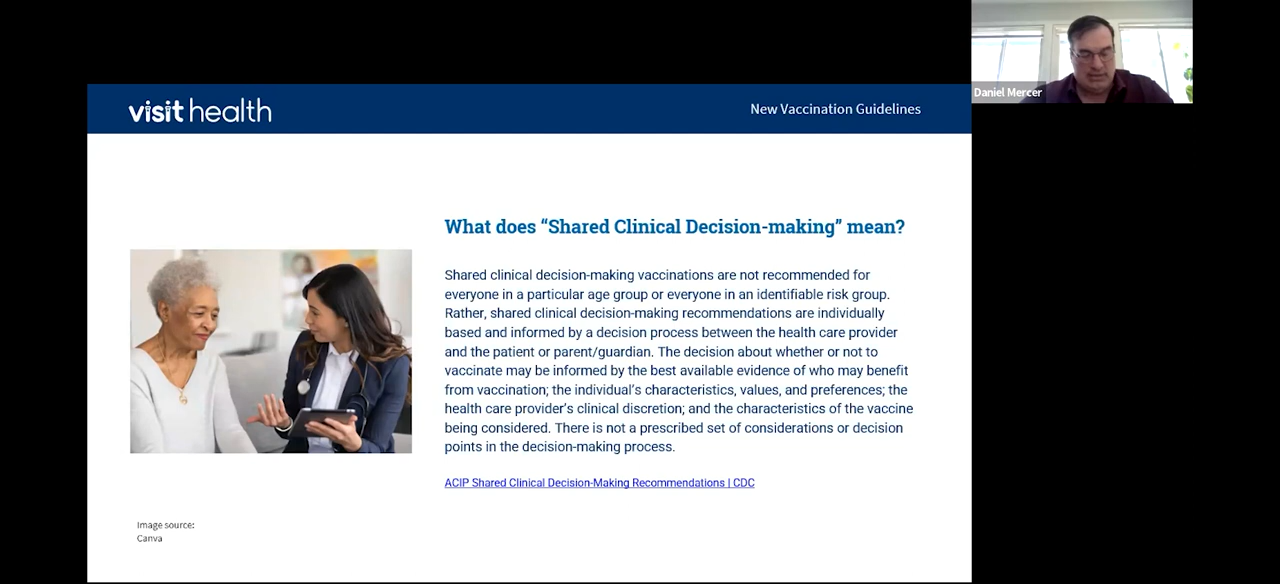 visit health
New Vaccination Guidelines
Daniel Mercer
What does “Shared Clinical Decision-making” mean?
Shared clinical decision-making vaccinations are not recommended for
everyone in a particular age group or everyone in an identifiable risk group.
Rather, shared clinical decision-making recommendations are individually
based and informed by a decision process between the health care provider
and the patient or parent/guardian. The decision about whether or not to
vaccinate may be informed by the best available evidence of who may benefit
from vaccination; the individual’s characteristics, values, and preferences; the
health care provider’s clinical discretion; and the characteristics of the vaccine
being considered. There is not a prescribed set of considerations or decision
points in the decision-making process.
ACIP Shared Clinical Decision-Making Recommendations | CDC
Image source:
Canva